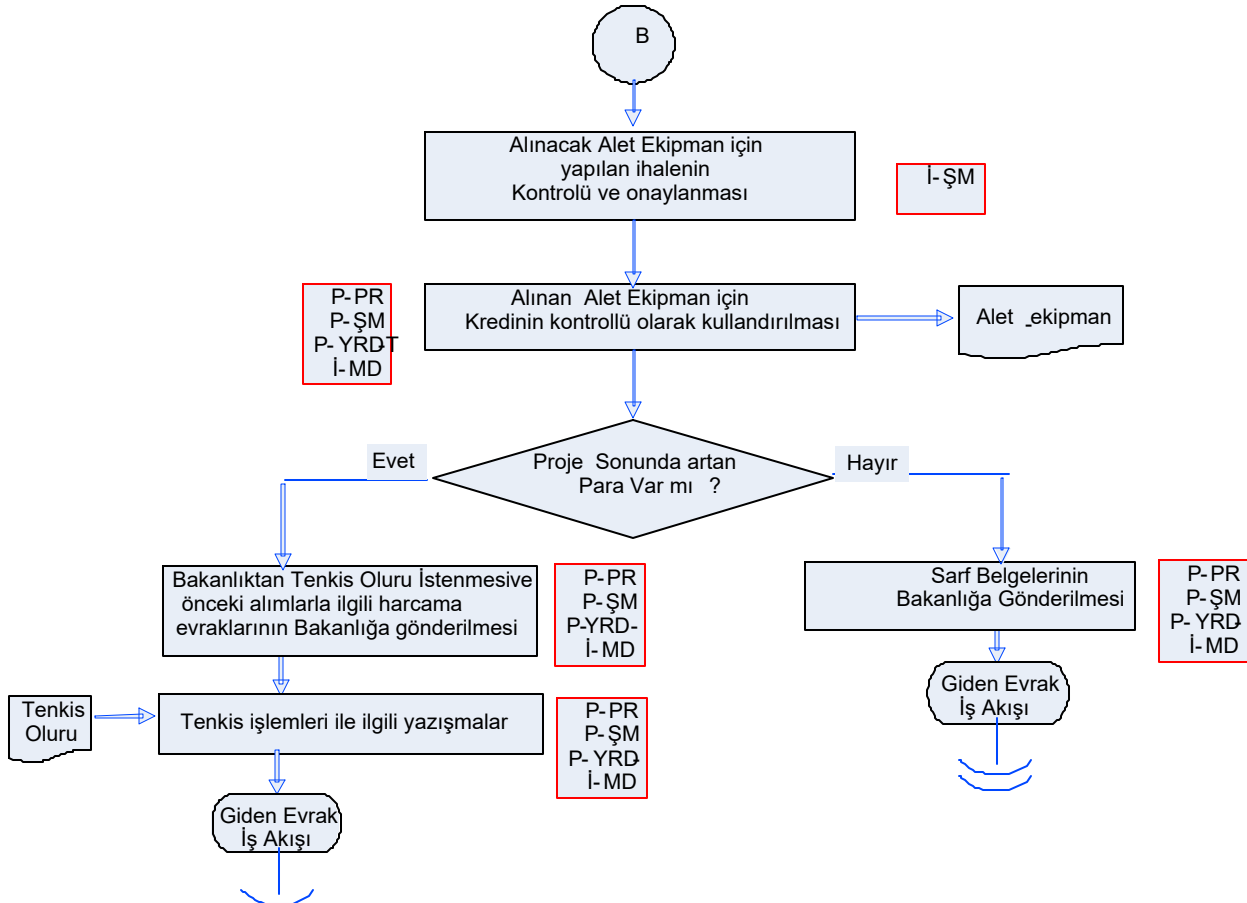 B
Alınacak Alet Ekipman için
yapılan ihalenin
Kontrolü ve onaylanması
İ-ŞM
P-PR
P-ŞM
P- YRD-T
İ-MD
Alınan Alet Ekipman için
Kredinin kontrollü olarak kullandırılması
Alet _ekipman
Evet
Proje Sonunda artan
Para Var mı ?
Hayır
Bakanlıktan Tenkis Oluru İstenmesive
önceki alımlarla ilgili harcama
evraklarının Bakanlığa gönderilmesi
P-PR
P-ŞM
P-YRD-
İ-MD
Sarf Belgelerinin
Bakanlığa Gönderilmesi
P-PR
P-ŞM
P- YRD-
İ-MD
Tenkis
Oluru
Tenkis işlemleri ile ilgili yazışmalar
P-PR
P-ŞM
P- YRD-
İ-MD
Giden Evrak
İş Akışı
Giden Evrak
İş Akışı